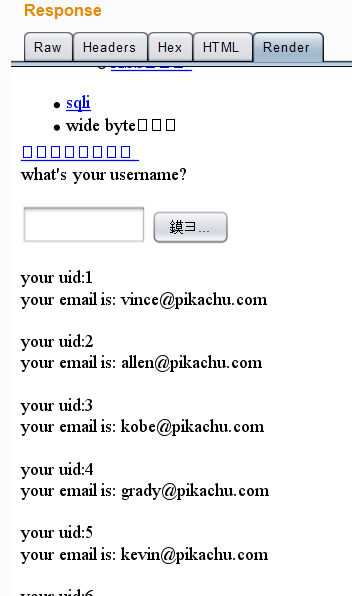 Response
Raw Headers Hex HTML Render
sqli
wide byte□□□
□□□□□□□□
what's your username?
鏌ヨ...
your uid:1
your email is: vince@pikachu.com
your uid:2
your email is: allen@pikachu.com
your uid:3
your email is: kobe@pikachu.com
your uid:4
your email is: grady@pikachu.com
your uid:5
your email is: kevin@pikachu.com
your uid:6